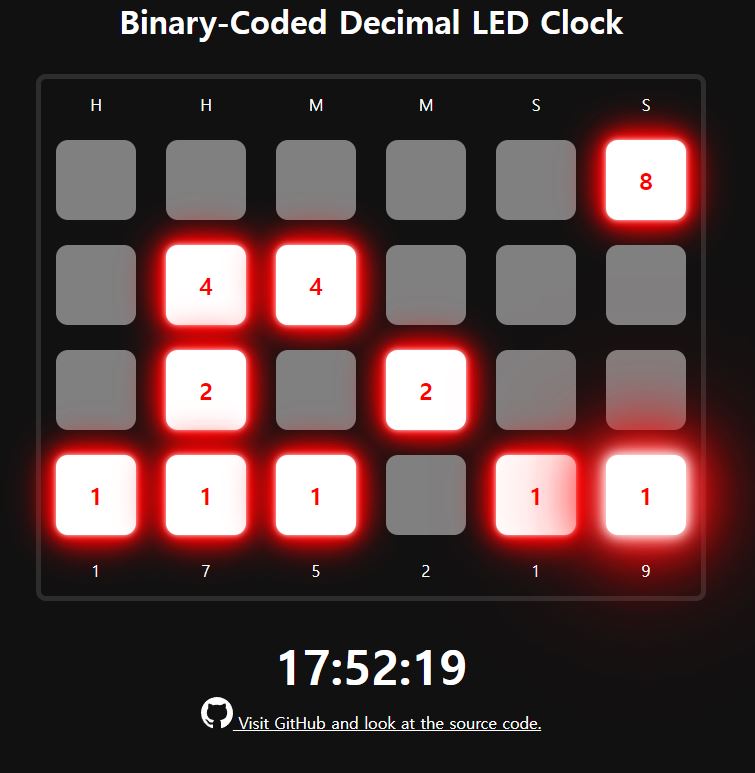 Binary-Coded Decimal LED Clock
H H M M S S
8
4 4
2 2
1 1 1 1 1
1 7 5 2 1 9
17:52:19
Visit GitHub and look at the source code.